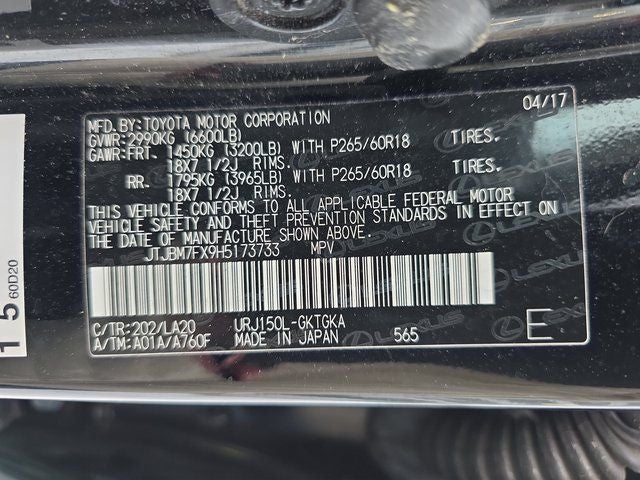 04/17
MFD. BY: TOYOTA MOTOR CORPORATION
GVWR: 2990KG (6600LB)
GAWR: FRT. 1450KG (3200LB) WITH P265/60R18 TIRES.
18X7 1/2J RIMS.
RR. 1795KG (3965LB) WITH P265/60R18 TIRES.
18X7 1/2J RIMS.
THIS VEHICLE CONFORMS TO ALL APPLICABLE FEDERAL MOTOR
VEHICLE SAFETY AND THEFT PREVENTION STANDARDS IN EFFECT ON
THE DATE OF MANUFACTURE SHOWN ABOVE.
JTJBM7FX9H5173733 MPV
C/TR: 202/LA20 URJ150L-GKTGKA
A/TM: A01A/A760F MADE IN JAPAN 565 E
15 60D20
LEXUS